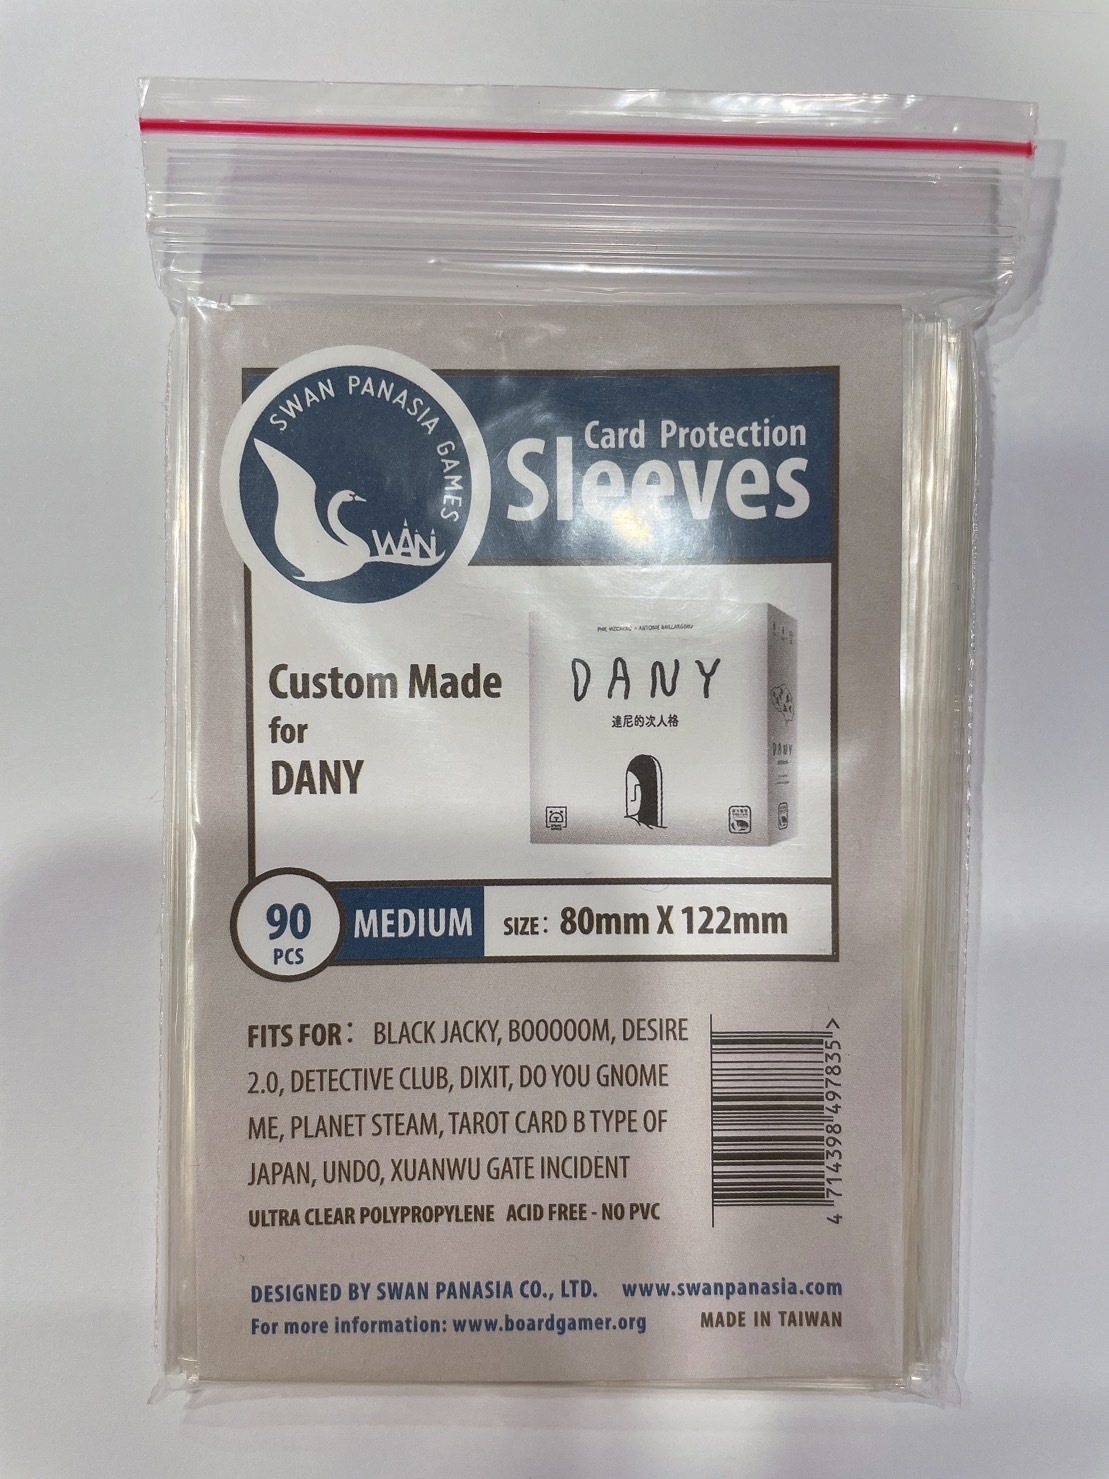 SWAN PANASIA GAMES
SWAN
Card Protection
Sleeves
Custom Made
for
DANY
DANY
達尼的次人格
DANY
90
PCS
MEDIUM
SIZE: 80mm X 122mm
FITS FOR: BLACK JACKY, BOOOOOM, DESIRE
2.0, DETECTIVE CLUB, DIXIT, DO YOU GNOME
ME, PLANET STEAM, TAROT CARD B TYPE OF
JAPAN, UNDO, XUANWU GATE INCIDENT
ULTRA CLEAR POLYPROPYLENE ACID FREE - NO PVC
4 714398 497835 >
DESIGNED BY SWAN PANASIA CO., LTD. www.swanpanasia.com
For more information: www.boardgamer.org MADE IN TAIWAN